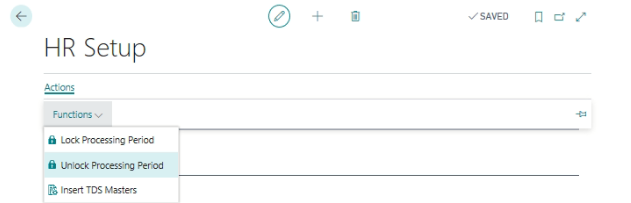 SAVED
HR Setup
Actions
Functions
Lock Processing Period
Unlock Processing Period
Insert TDS Masters